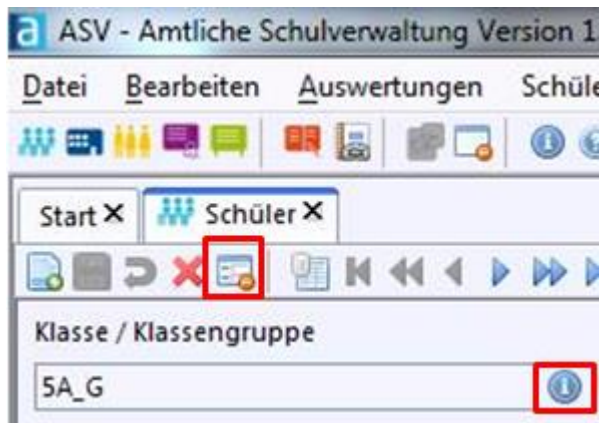 a ASV - Amtliche Schulverwaltung Version 1
Datei Bearbeiten Auswertungen Schüle
Start Schüler
Klasse / Klassengruppe
5A_G